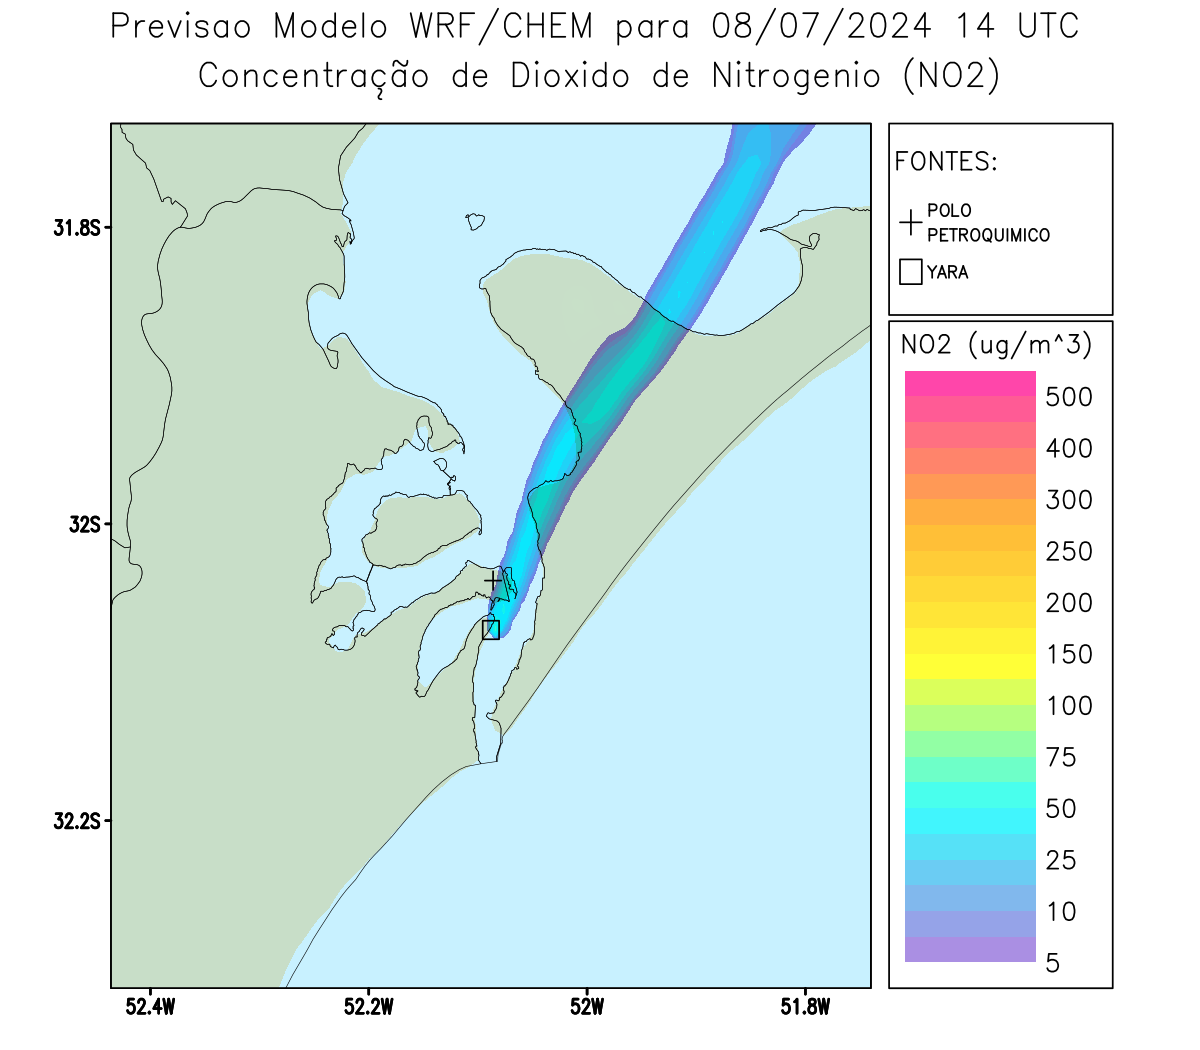 Previsao Modelo WRF/CHEM para 08/07/2024 14 UTC
Concentração de Dioxido de Nitrogenio (NO2)
FONTES:
POLO
PETROQUIMICO
YARA
NO2 (ug/m^3)
500
400
300
250
200
150
100
75
50
25
10
5
31.8S
32S
32.2S
52.4W
52.2W
52W
51.8W